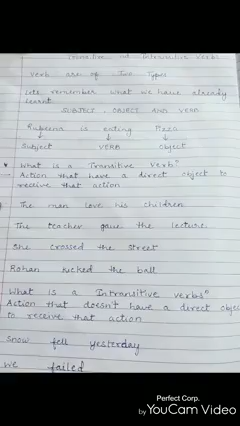 Transitive and Intransitive Verbs
Verb are of Two Types
Lets remember what we have already
learnt
SUBJECT, OBJECT AND VERB
Rubeena is eating Pizza
Subject VERB object
What is a Transitive verb?
Action that have a direct object to
receive that action
The man love his children
The teacher gave the lecture.
She crossed the street
Rohan kicked the ball
What is a Intransitive verbs?
Action that doesn't have a direct objec
to receive that action
Snow fell yesterday
We failed
Perfect Corp.
by YouCam Video